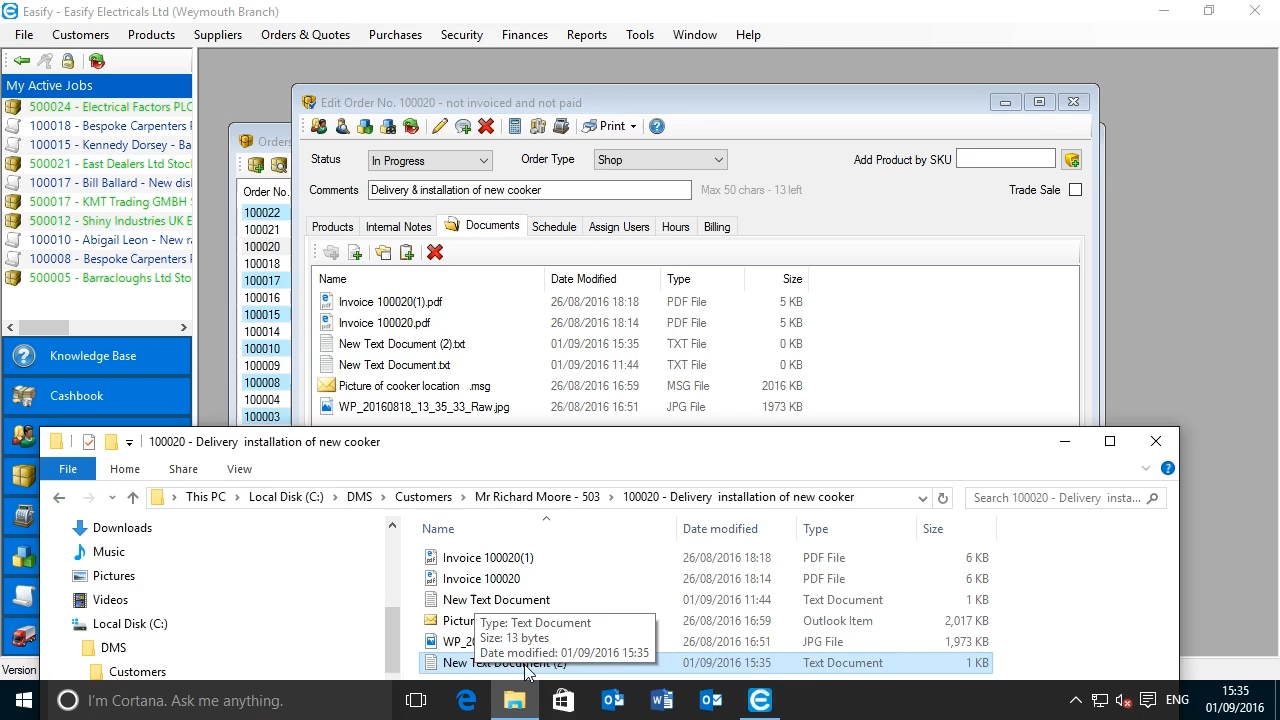 Easify - Easify Electricals Ltd (Weymouth Branch)
File Customers Products Suppliers Orders & Quotes Purchases Security Finances Reports Tools Window Help
My Active Jobs
500024 - Electrical Factors PLC
100018 - Bespoke Carpenters
100015 - Kennedy Dorsey - Ba
500021 - East Dealers Ltd Stoc
100017 - Bill Ballard - New dis
500017 - KMT Trading GMBH
500012 - Shiny Industries UK E
100010 - Abigail Leon - New
100008 - Bespoke Carpenters
500005 - Barracloughs Ltd Sto
Knowledge Base
Cashbook
Version
Orders
Order No.
100022
100021
100020
100018
100017
100016
100015
100014
100010
100009
100008
100004
100003
Edit Order No. 100020 - not invoiced and not paid
Print
Status In Progress Order Type Shop Add Product by SKU
Comments Delivery & installation of new cooker Max 50 chars - 13 left Trade Sale
Products Internal Notes Documents Schedule Assign Users Hours Billing
Name Date Modified Type Size
Invoice 100020(1).pdf 26/08/2016 18:18 PDF File 5 KB
Invoice 100020.pdf 26/08/2016 18:14 PDF File 5 KB
New Text Document (2).txt 01/09/2016 15:35 TXT File 0 KB
New Text Document.txt 01/09/2016 11:44 TXT File 0 KB
Picture of cooker location .msg 26/08/2016 16:59 MSG File 2016 KB
WP_20160818_13_35_33_Raw.jpg 26/08/2016 16:51 JPG File 1973 KB
100020 - Delivery installation of new cooker
File Home Share View
This PC Local Disk (C:) DMS Customers Mr Richard Moore - 503 100020 - Delivery installation of new cooker Search 100020 - Delivery insta...
Downloads
Music
Pictures
Videos
Local Disk (C:)
DMS
Customers
Name Date modified Type Size
Invoice 100020(1) 26/08/2016 18:18 PDF File 6 KB
Invoice 100020 26/08/2016 18:14 PDF File 6 KB
New Text Document 01/09/2016 11:44 Text Document 1 KB
Pictur 26/08/2016 16:59 Outlook Item 2,017 KB
WP_20 26/08/2016 16:51 JPG File 1,973 KB
New Text Document (2) 01/09/2016 15:35 Text Document 1 KB
Type: Text Document
Size: 13 bytes
Date modified: 01/09/2016 15:35
I'm Cortana. Ask me anything.
ENG
15:35
01/09/2016